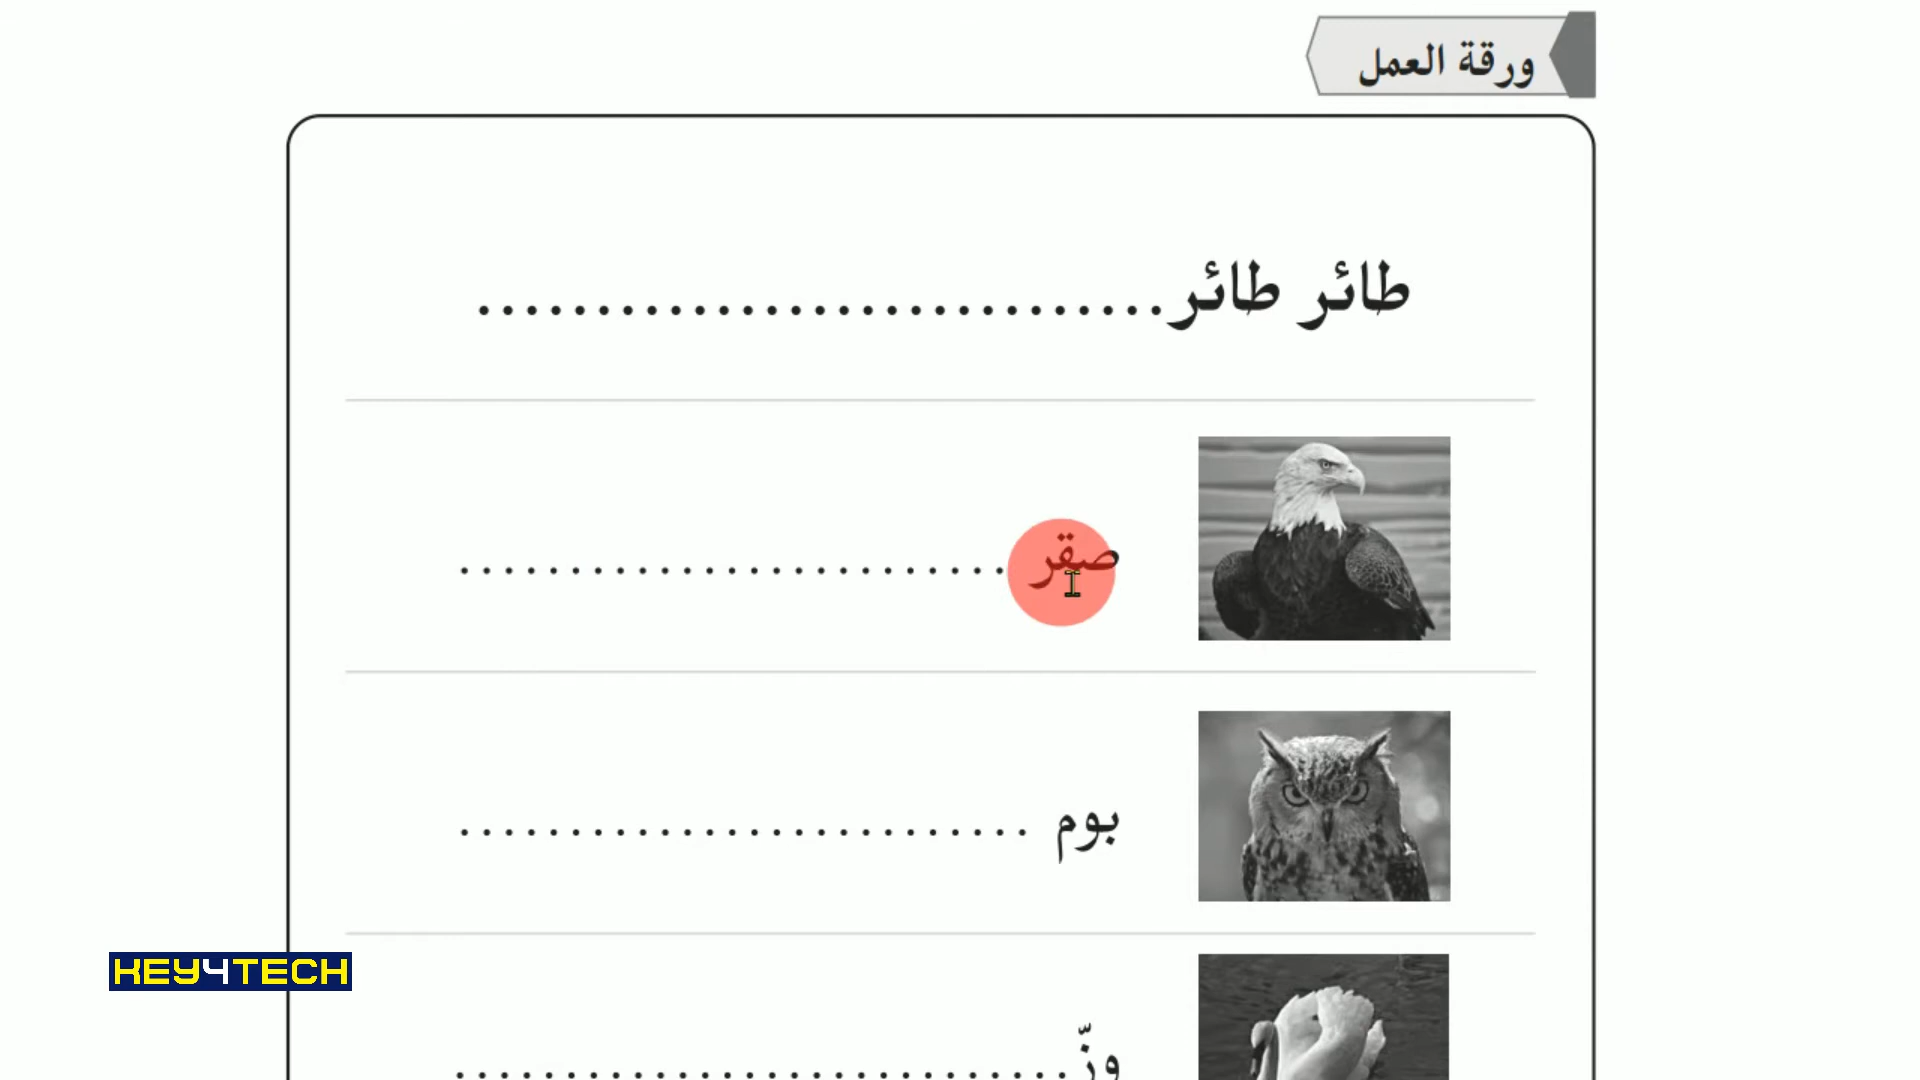 ورقة العمل
طائر طائر............................
صقر .........................
بوم ..........................
وزّ............................
KEY4TECH